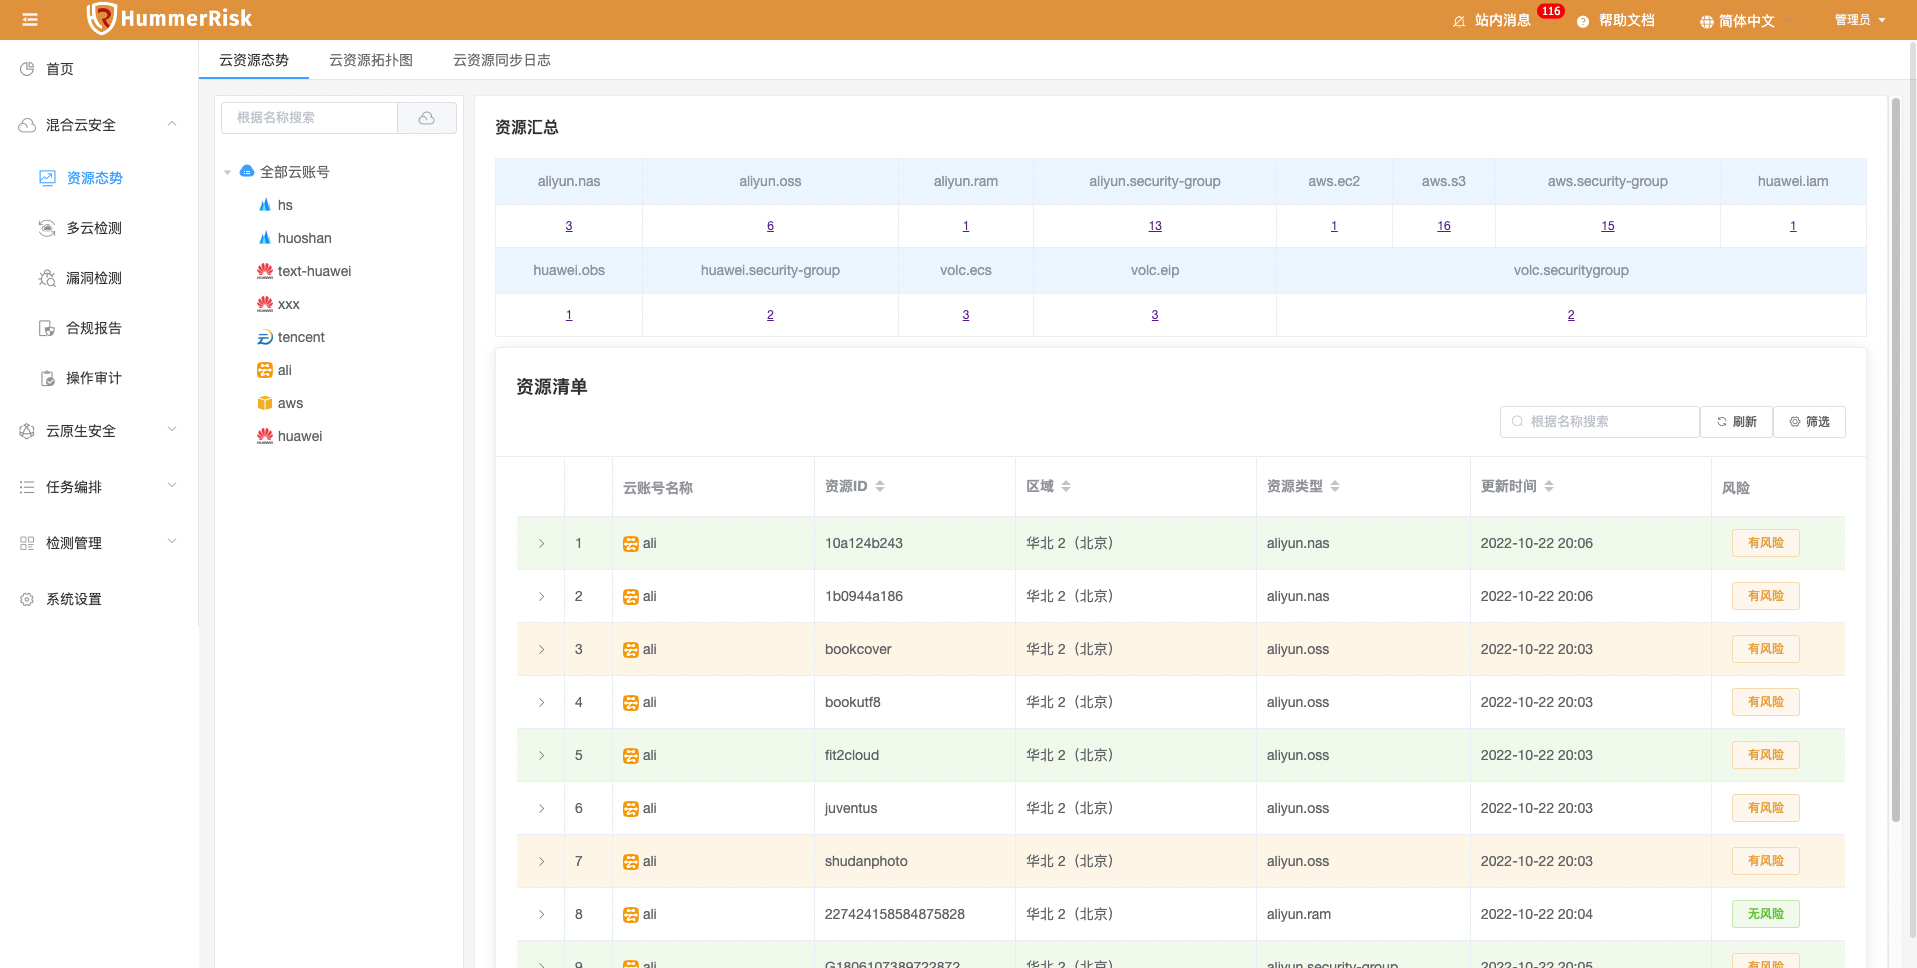 HummerRisk
站内消息 116 帮助文档 简体中文 管理员
首页
混合云安全
资源态势
多云检测
漏洞检测
合规报告
操作审计
云原生安全
任务编排
检测管理
系统设置
云资源态势 云资源拓扑图 云资源同步日志
根据名称搜索
全部云账号
hs
huoshan
text-huawei
xxx
tencent
ali
aws
huawei
资源汇总
aliyun.nas aliyun.oss aliyun.ram aliyun.security-group aws.ec2 aws.s3 aws.security-group huawei.iam
3 6 1 13 1 16 15 1
huawei.obs huawei.security-group volc.ecs volc.eip volc.securitygroup
1 2 3 3 2
资源清单
根据名称搜索 刷新 筛选
云账号名称 资源ID 区域 资源类型 更新时间 风险
1 ali 10a124b243 华北 2（北京） aliyun.nas 2022-10-22 20:06 有风险
2 ali 1b0944a186 华北 2（北京） aliyun.nas 2022-10-22 20:06 有风险
3 ali bookcover 华北 2（北京） aliyun.oss 2022-10-22 20:03 有风险
4 ali bookutf8 华北 2（北京） aliyun.oss 2022-10-22 20:03 有风险
5 ali fit2cloud 华北 2（北京） aliyun.oss 2022-10-22 20:03 有风险
6 ali juventus 华北 2（北京） aliyun.oss 2022-10-22 20:03 有风险
7 ali shudanphoto 华北 2（北京） aliyun.oss 2022-10-22 20:03 有风险
8 ali 227424158584875828 华北 2（北京） aliyun.ram 2022-10-22 20:04 无风险
9 ali G1806107389722872 华北 2（北京） aliyun.security-group 2022-10-22 20:05 有风险